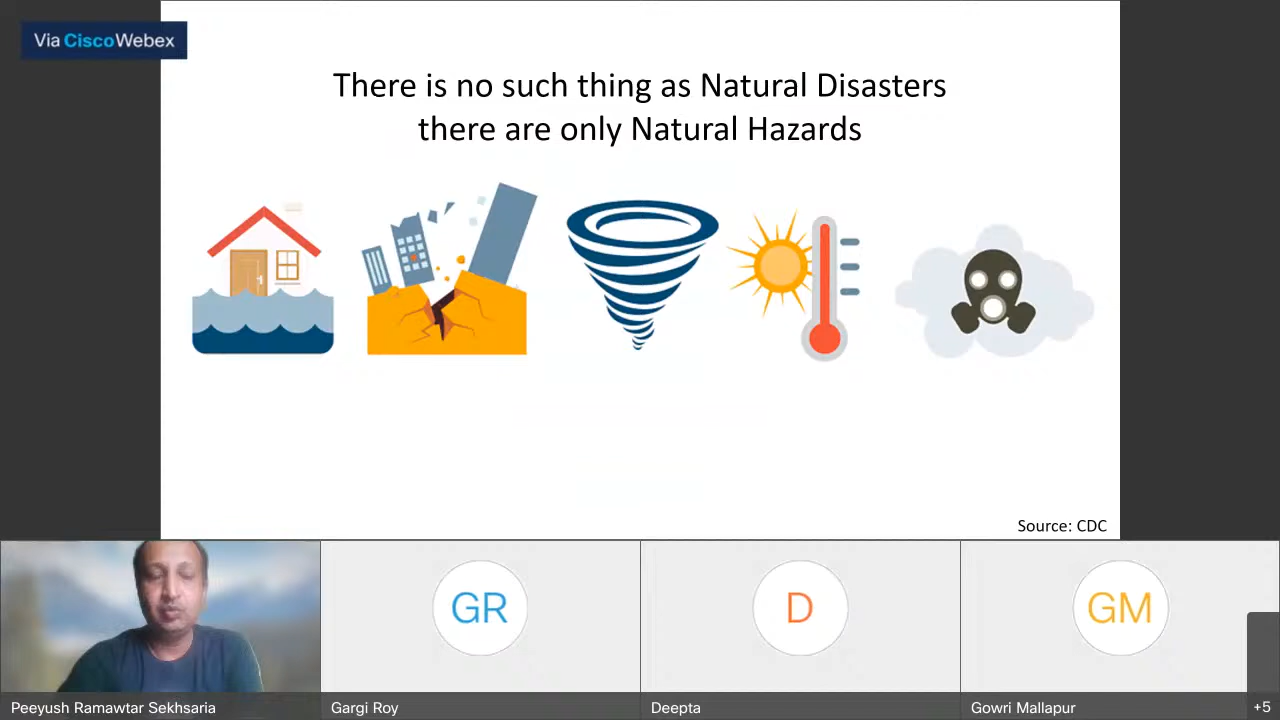 Via CiscoWebex
There is no such thing as Natural Disasters
there are only Natural Hazards
Source: CDC
GR
D
GM
Peeyush Ramawtar Sekhsaria
Gargi Roy
Deepta
Gowri Mallapur
+5